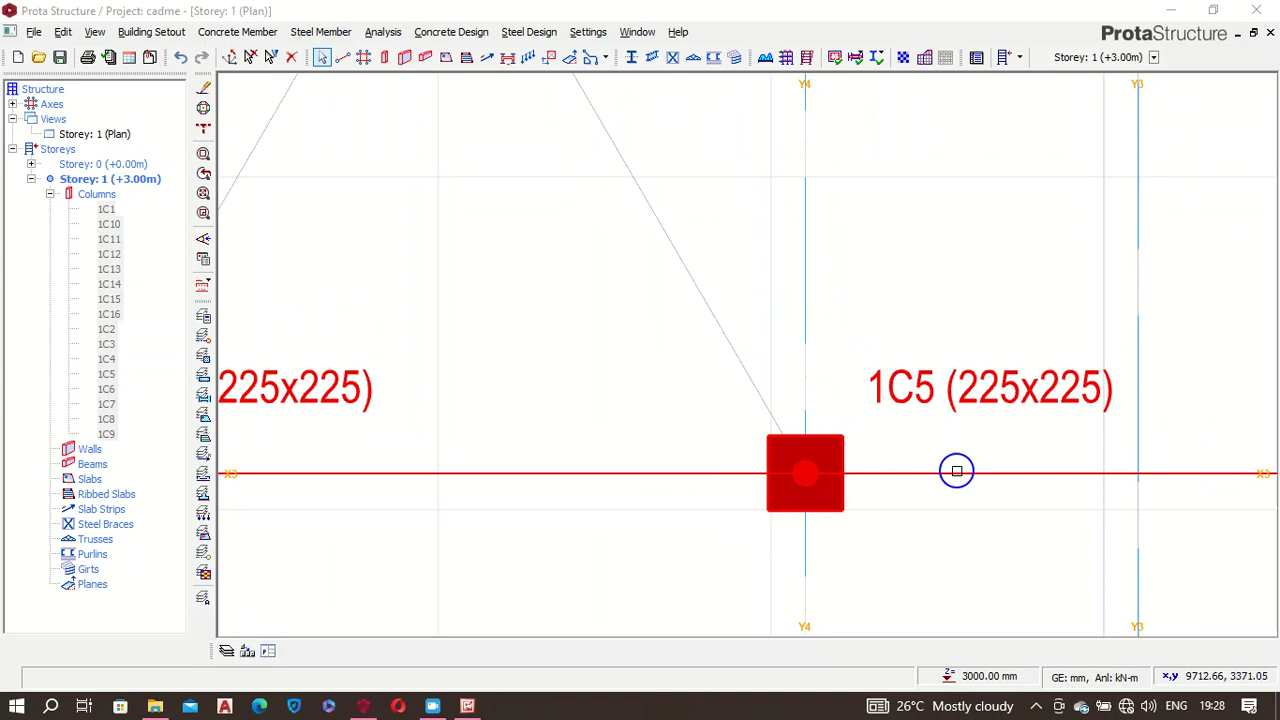 Prota Structure / Project: cadme - [Storey: 1 (Plan)]
File Edit View Building Setout Concrete Member Steel Member Analysis Concrete Design Steel Design Settings Window Help
ProtaStructure
Storey: 1 (+3.00m)
Structure
Axes
Views
Storey: 1 (Plan)
Storeys
Storey: 0 (+0.00m)
Storey: 1 (+3.00m)
Columns
1C1
1C10
1C11
1C12
1C13
1C14
1C15
1C16
1C2
1C3
1C4
1C5
1C6
1C7
1C8
1C9
Walls
Beams
Slabs
Ribbed Slabs
Slab Strips
Steel Braces
Trusses
Purlins
Girts
Planes
Y4 Y3
225x225) 1C5 (225x225)
X3 X3
Y4 Y3
3000.00 mm GE: mm, Anl: kN-m x,y 9712.66, 3371.05
26°C Mostly cloudy ENG 19:28